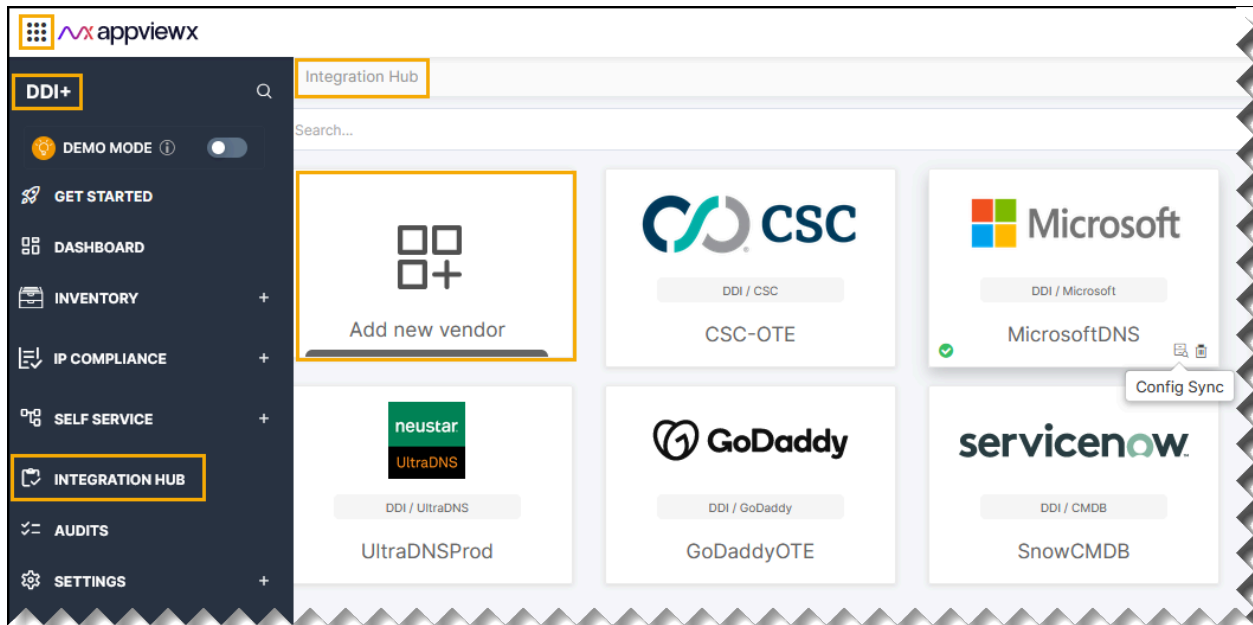 appviewx
DDI+
DEMO MODE
GET STARTED
DASHBOARD
INVENTORY +
IP COMPLIANCE +
SELF SERVICE +
INTEGRATION HUB
AUDITS
SETTINGS +
Integration Hub
Search...
Add new vendor
CSC
DDI / CSC
CSC-OTE
Microsoft
DDI / Microsoft
MicrosoftDNS
Config Sync
neustar
UltraDNS
DDI / UltraDNS
UltraDNSProd
GoDaddy
DDI / GoDaddy
GoDaddyOTE
servicenow
DDI / CMDB
SnowCMDB